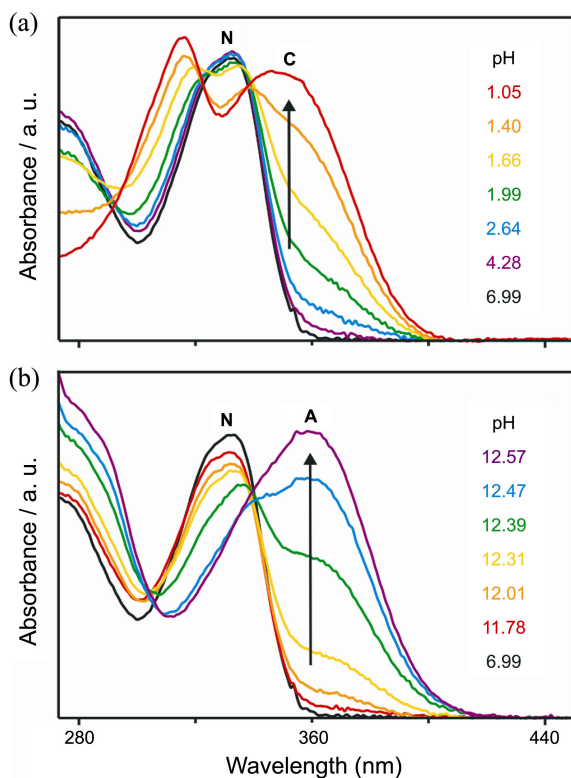 (a)
N
C
pH
1.05
1.40
1.66
1.99
2.64
4.28
6.99
Absorbance / a. u.
(b)
N
A
pH
12.57
12.47
12.39
12.31
12.01
11.78
6.99
Absorbance / a. u.
280
360
440
Wavelength (nm)